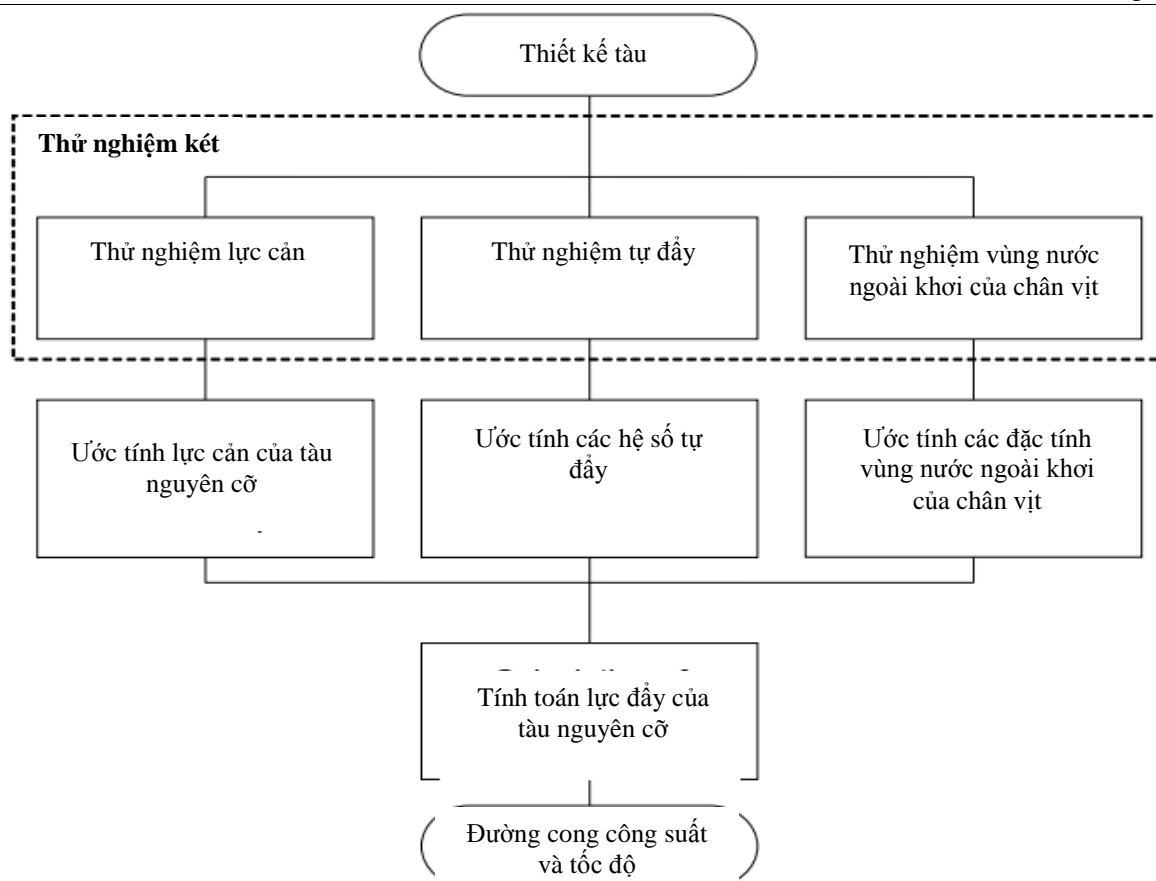 Thiết kế tàu
Thử nghiệm két
Thử nghiệm lực cản
Thử nghiệm tự đẩy
Thử nghiệm vùng nước
ngoài khơi của chân vịt
Ước tính lực cản của tàu
nguyên cỡ
Ước tính các hệ số tự
đẩy
Ước tính các đặc tính
vùng nước ngoài khơi
của chân vịt
Tính toán lực đẩy của
tàu nguyên cỡ
Đường cong công suất
và tốc độ